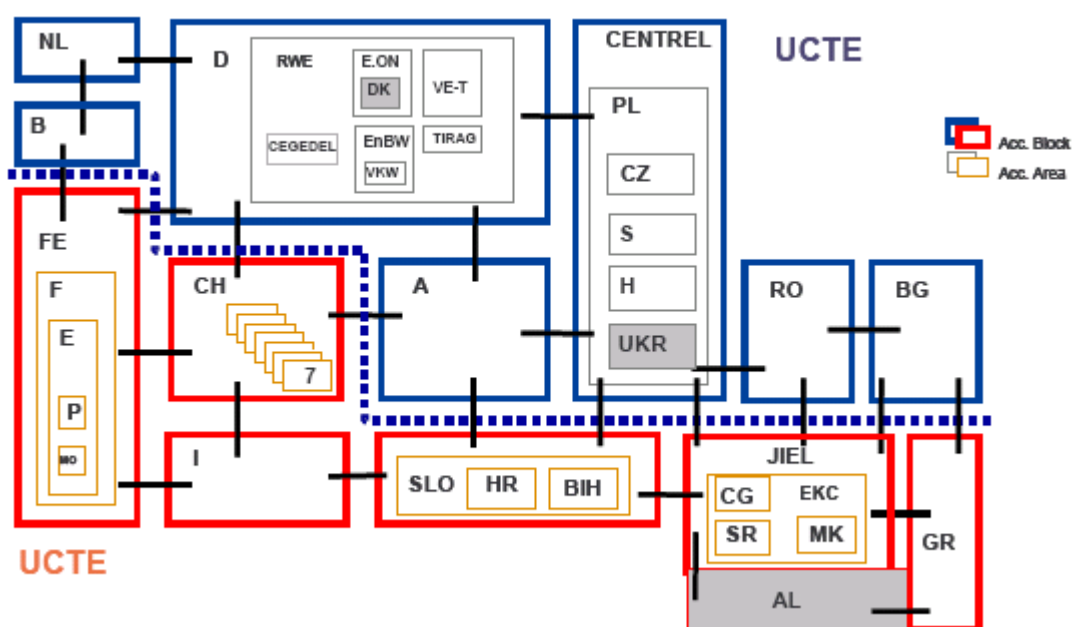 NL
D
RWE
E.ON
DK
VE-T
CEGEDEL
EnBW
VKW
TIRAG
CENTREL
UCTE
PL
CZ
S
H
UKR
Acc. Block
Acc. Area
B
FE
F
E
P
MO
CH
7
A
RO
BG
I
SLO
HR
BIH
JIEL
CG
EKC
SR
MK
GR
AL
UCTE